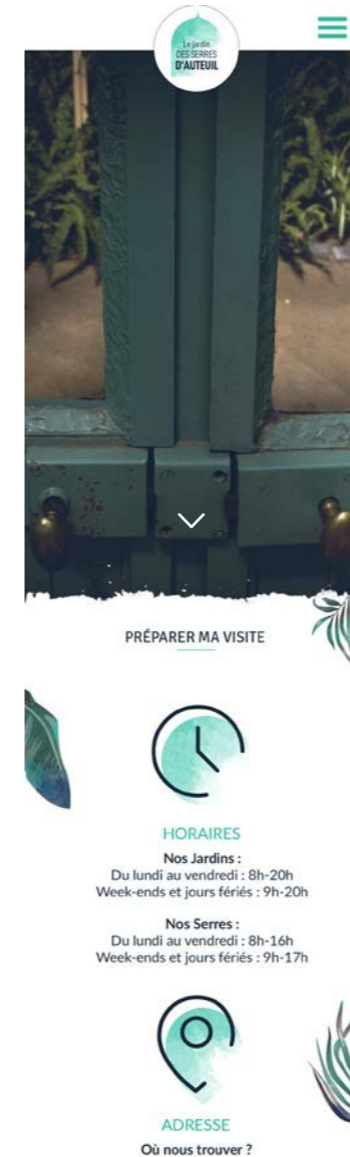 Le jardin
DES SERRES
D'AUTEUIL
PRÉPARER MA VISITE
HORAIRES
Nos Jardins :
Du lundi au vendredi : 8h-20h
Week-ends et jours fériés : 9h-20h
Nos Serres :
Du lundi au vendredi : 8h-16h
Week-ends et jours fériés : 9h-17h
ADRESSE
Où nous trouver ?